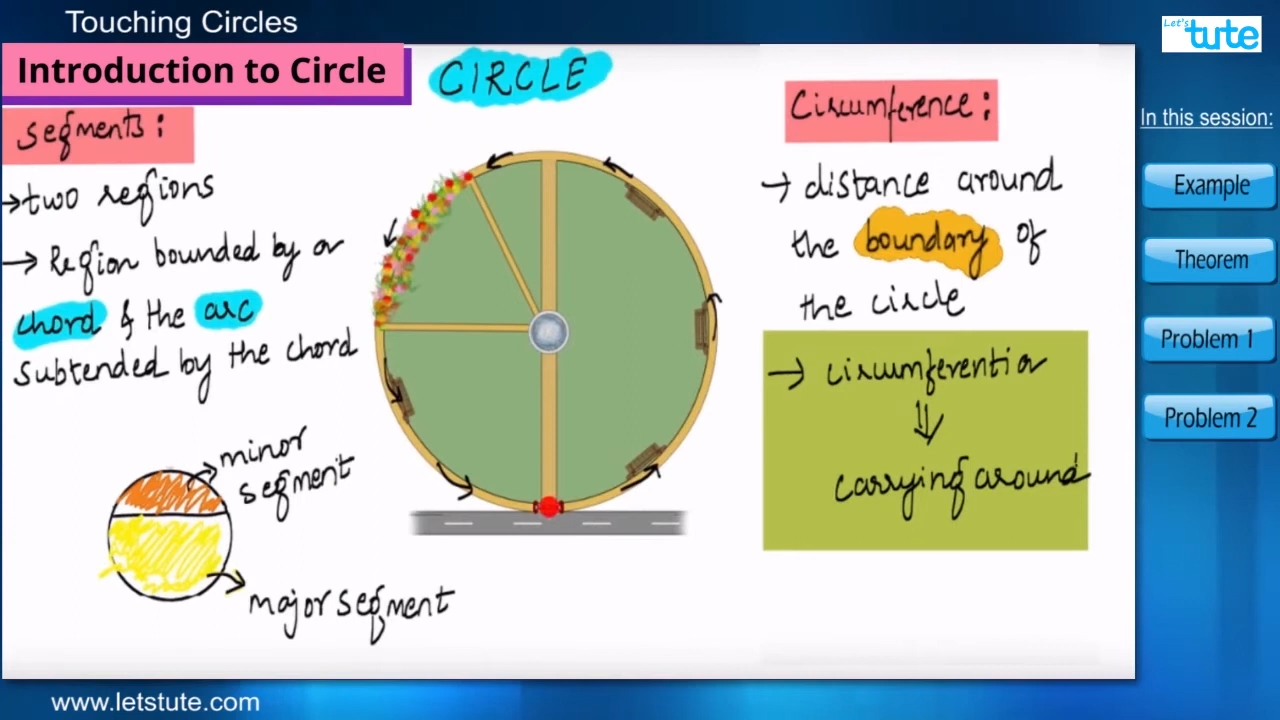 Touching Circles
Let's tute
Introduction to Circle
CIRCLE
Segments:
→ two regions
→ Region bounded by a
chord & the arc
subtended by the chord
minor
segment
major segment
Circumference:
→ distance around
the boundary of
the circle
→ circumferentia
⇓
carrying around
In this session:
Example
Theorem
Problem 1
Problem 2
www.letstute.com